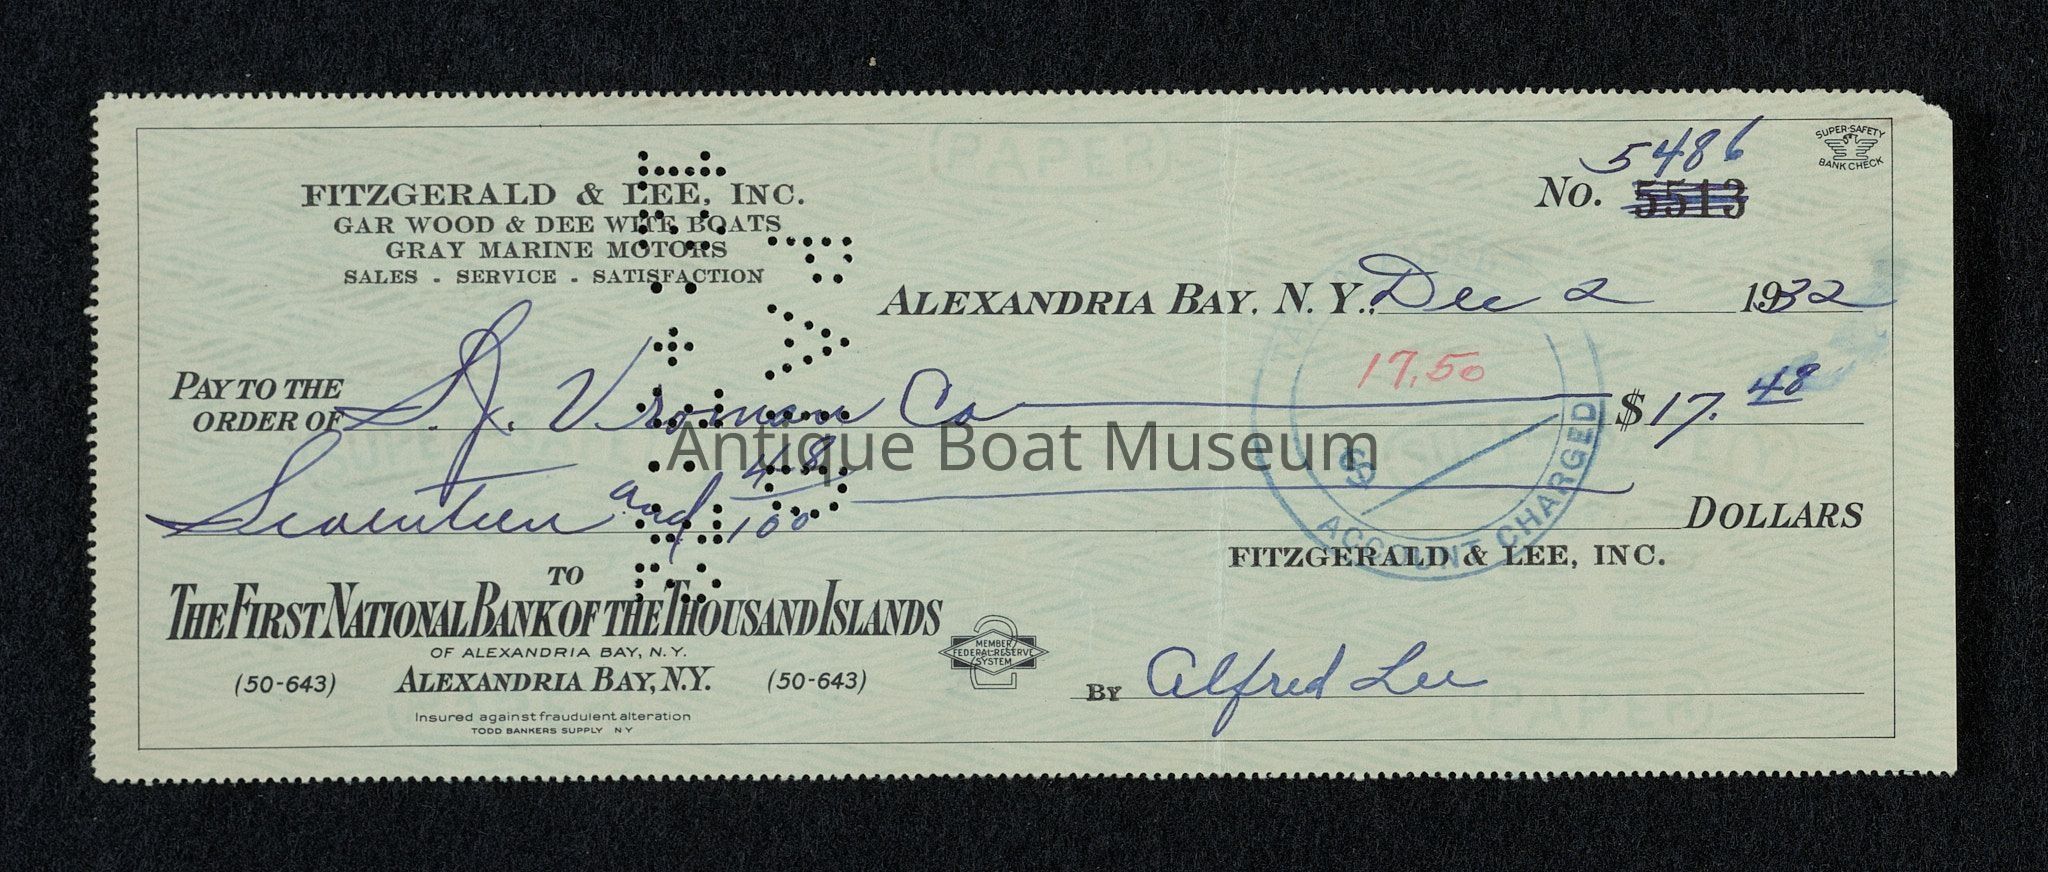 5486
No. 5513
SUPER-SAFETY
BANK CHECK
FITZGERALD & LEE, INC.
GAR WOOD & DEE WITE BOATS
GRAY MARINE MOTORS
SALES - SERVICE - SATISFACTION
ALEXANDRIA BAY, N. Y., Dec 2 1932
17.50
PAY TO THE
ORDER OF S. J. Vroman Co $17. 48
Antique Boat Museum
Seventeen and 48/100 DOLLARS
ACCOUNT CHARGED
FITZGERALD & LEE, INC.
TO
THE FIRST NATIONAL BANK OF THE THOUSAND ISLANDS
OF ALEXANDRIA BAY, N.Y.
(50-643) ALEXANDRIA BAY, N.Y. (50-643)
MEMBER
FEDERAL RESERVE
SYSTEM
2
BY Alfred Lee
Insured against fraudulent alteration
TODD BANKERS SUPPLY NY